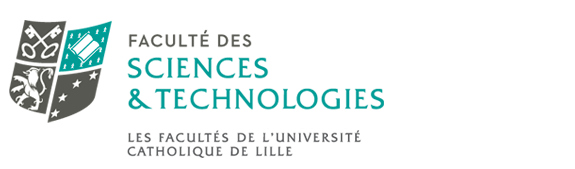 FACULTÉ DES
SCIENCES
& TECHNOLOGIES
LES FACULTÉS DE L'UNIVERSITÉ
CATHOLIQUE DE LILLE